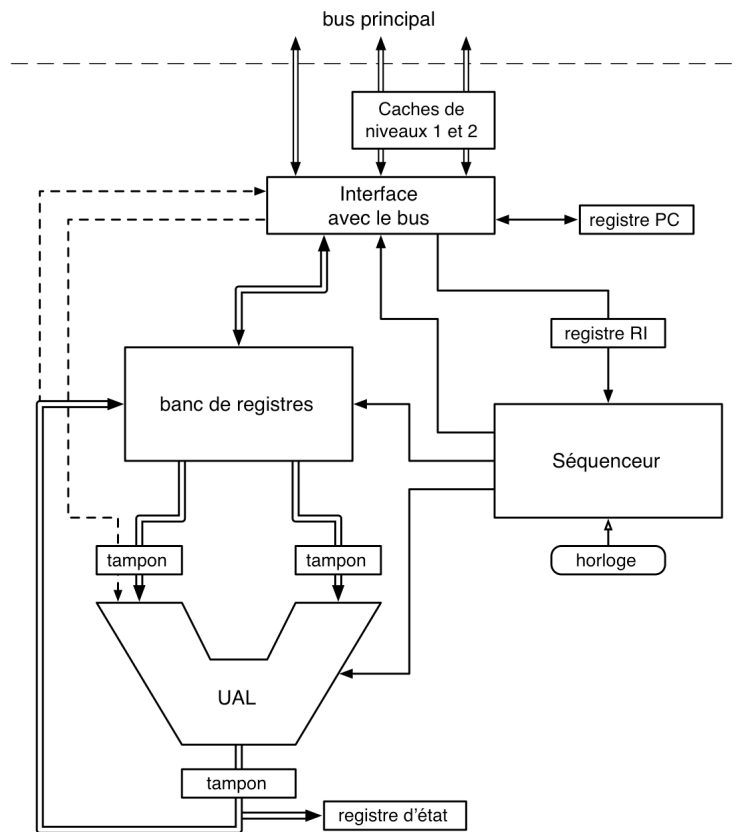 bus principal
Caches de
niveaux 1 et 2
Interface
avec le bus
registre PC
registre RI
banc de registres
Séquenceur
tampon
tampon
horloge
UAL
tampon
registre d'état